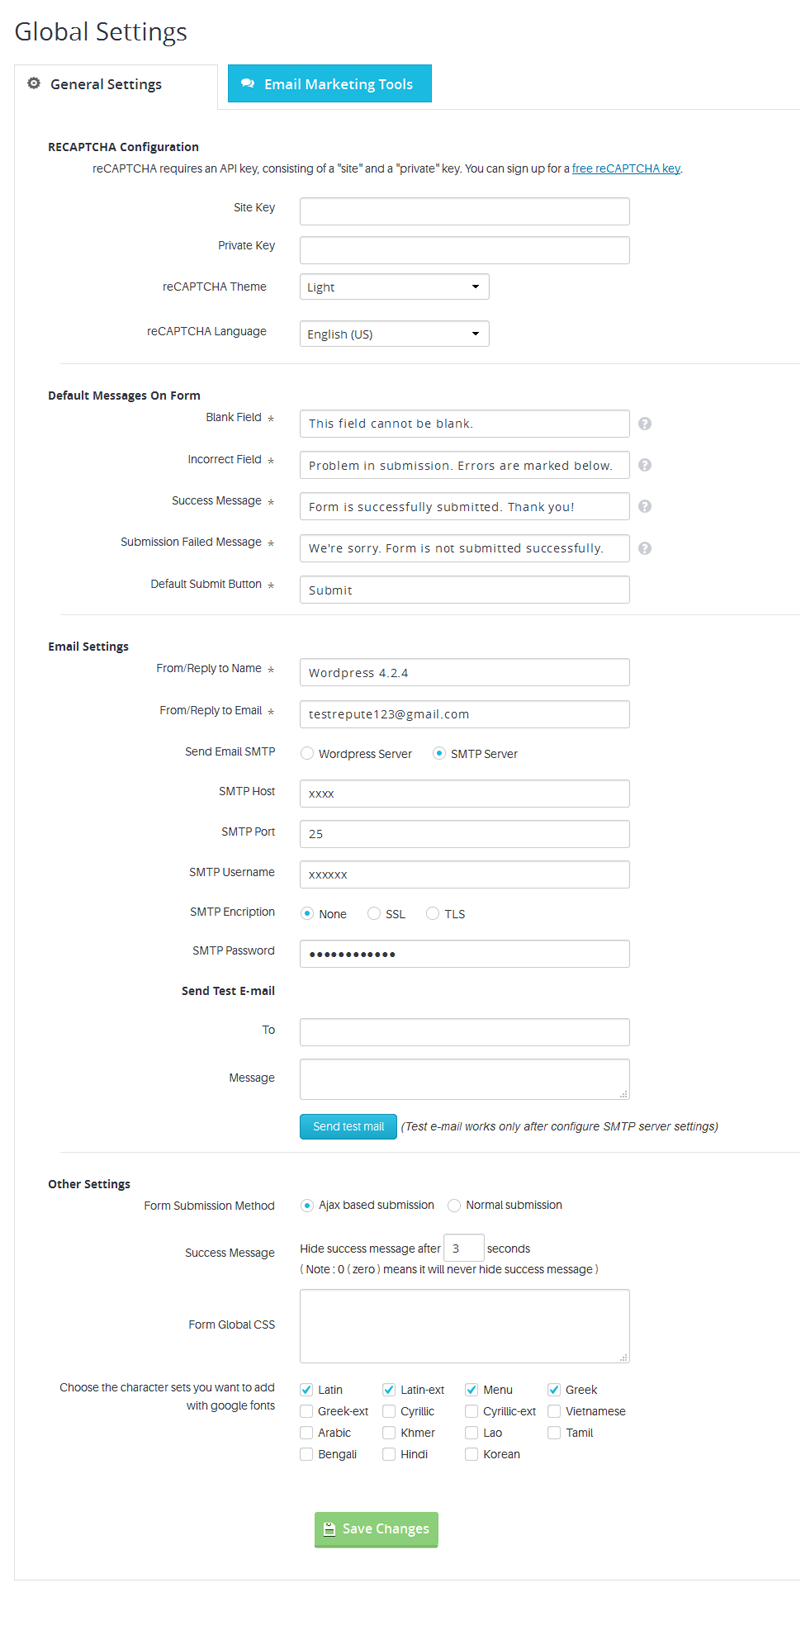 Global Settings
General Settings
Email Marketing Tools
RECAPTCHA Configuration
reCAPTCHA requires an API key, consisting of a "site" and a "private" key. You can sign up for a free reCAPTCHA key.
Site Key
Private Key
reCAPTCHA Theme Light
reCAPTCHA Language English (US)
Default Messages On Form
Blank Field * This field cannot be blank. ?
Incorrect Field * Problem in submission. Errors are marked below. ?
Success Message * Form is successfully submitted. Thank you! ?
Submission Failed Message * We're sorry. Form is not submitted successfully. ?
Default Submit Button * Submit
Email Settings
From/Reply to Name * Wordpress 4.2.4
From/Reply to Email * testrepute123@gmail.com
Send Email SMTP Wordpress Server SMTP Server
SMTP Host xxxx
SMTP Port 25
SMTP Username xxxxxx
SMTP Encription None SSL TLS
SMTP Password ••••••••••••
Send Test E-mail
To
Message
Send test mail (Test e-mail works only after configure SMTP server settings)
Other Settings
Form Submission Method Ajax based submission Normal submission
Success Message Hide success message after 3 seconds
( Note : 0 ( zero ) means it will never hide success message )
Form Global CSS
Choose the character sets you want to add
with google fonts
Latin Latin-ext Menu Greek
Greek-ext Cyrillic Cyrillic-ext Vietnamese
Arabic Khmer Lao Tamil
Bengali Hindi Korean
Save Changes